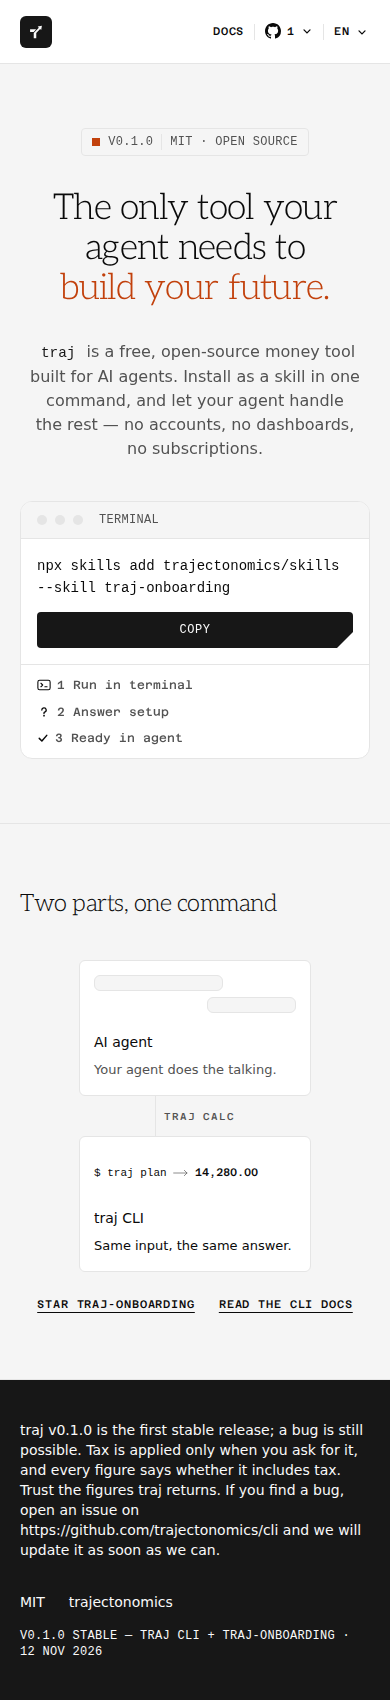 DOCS
1
EN
V0.1.0
MIT · OPEN SOURCE
The only tool your
agent needs to
build your future.
traj is a free, open-source money tool
built for AI agents. Install as a skill in one
command, and let your agent handle
the rest — no accounts, no dashboards,
no subscriptions.
TERMINAL
npx skills add trajectonomics/skills
--skill traj-onboarding
COPY
1 Run in terminal
? 2 Answer setup
3 Ready in agent
Two parts, one command
AI agent
Your agent does the talking.
TRAJ CALC
$ traj plan → 14,280.00
traj CLI
Same input, the same answer.
STAR TRAJ-ONBOARDING
READ THE CLI DOCS
traj v0.1.0 is the first stable release; a bug is still
possible. Tax is applied only when you ask for it,
and every figure says whether it includes tax.
Trust the figures traj returns. If you find a bug,
open an issue on
https://github.com/trajectonomics/cli and we will
update it as soon as we can.
MIT
trajectonomics
V0.1.0 STABLE — TRAJ CLI + TRAJ-ONBOARDING ·
12 NOV 2026